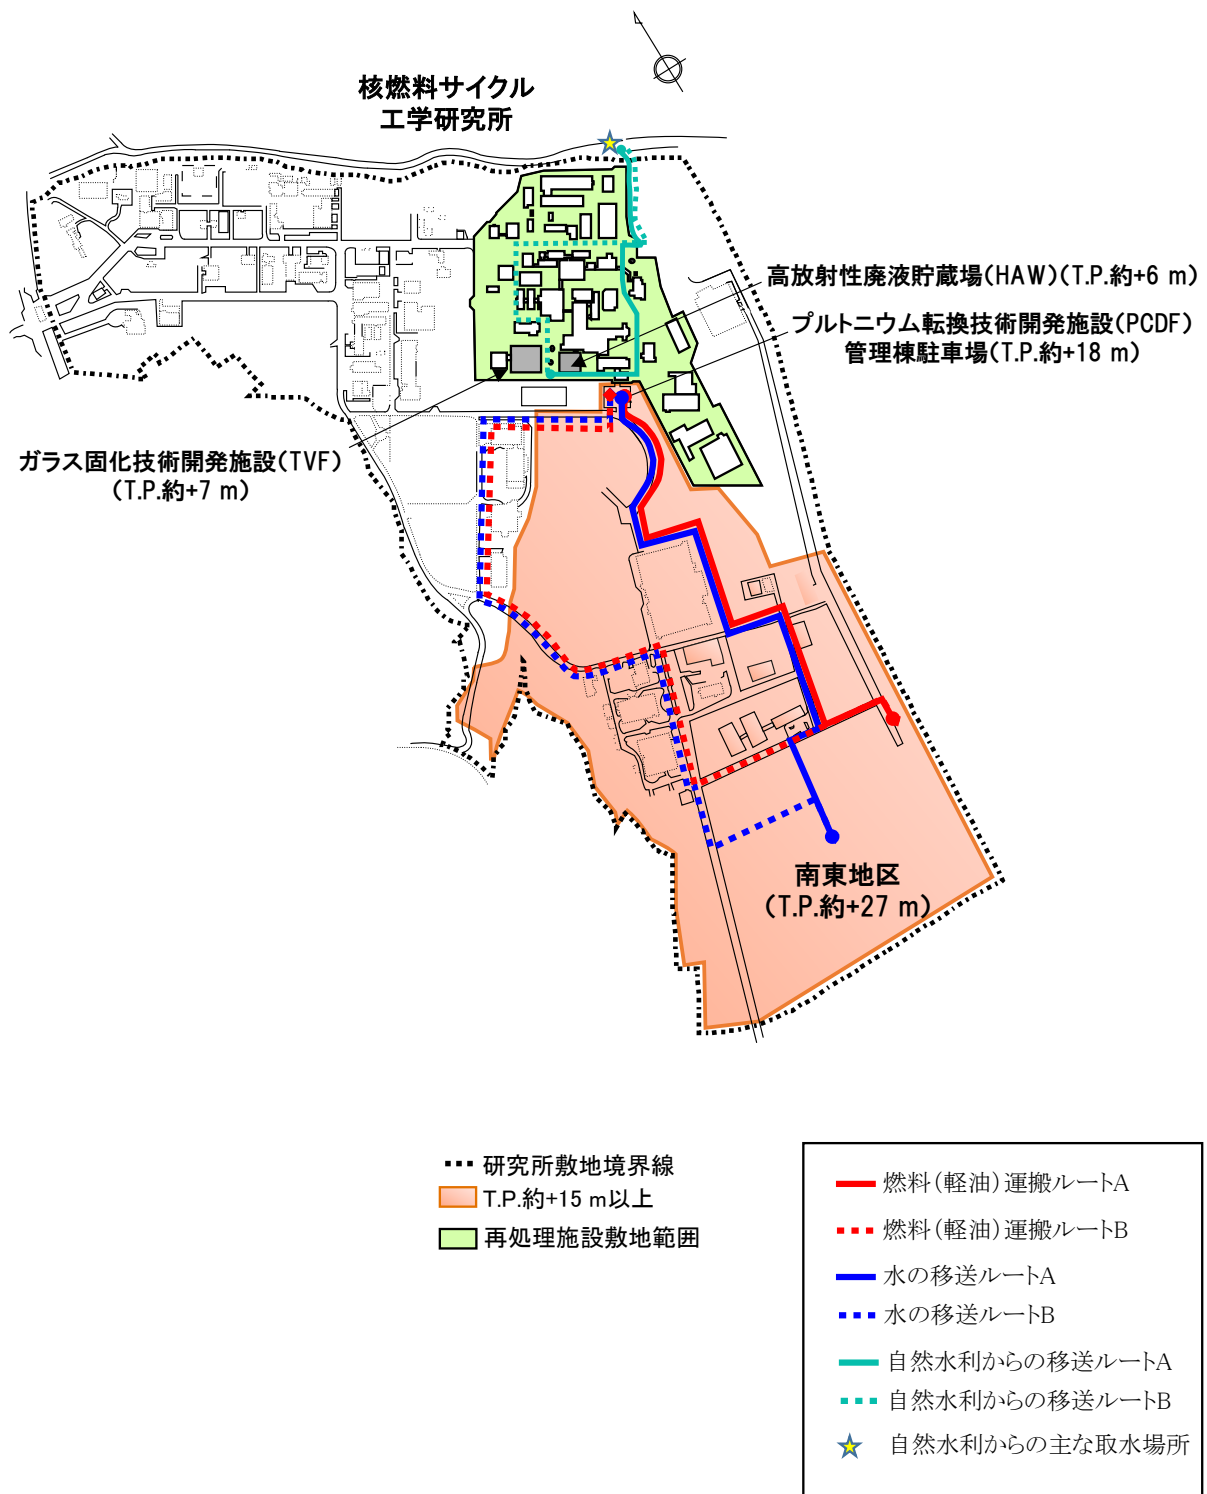 核燃料サイクル
工学研究所
高放射性廃液貯蔵場(HAW)(T.P.約+6 m)
プルトニウム転換技術開発施設(PCDF)
管理棟駐車場(T.P.約+18 m)
ガラス固化技術開発施設(TVF)
(T.P.約+7 m)
南東地区
(T.P.約+27 m)
研究所敷地境界線
T.P.約+15 m以上
再処理施設敷地範囲
燃料(軽油)運搬ルートA
燃料(軽油)運搬ルートB
水の移送ルートA
水の移送ルートB
自然水利からの移送ルートA
自然水利からの移送ルートB
自然水利からの主な取水場所